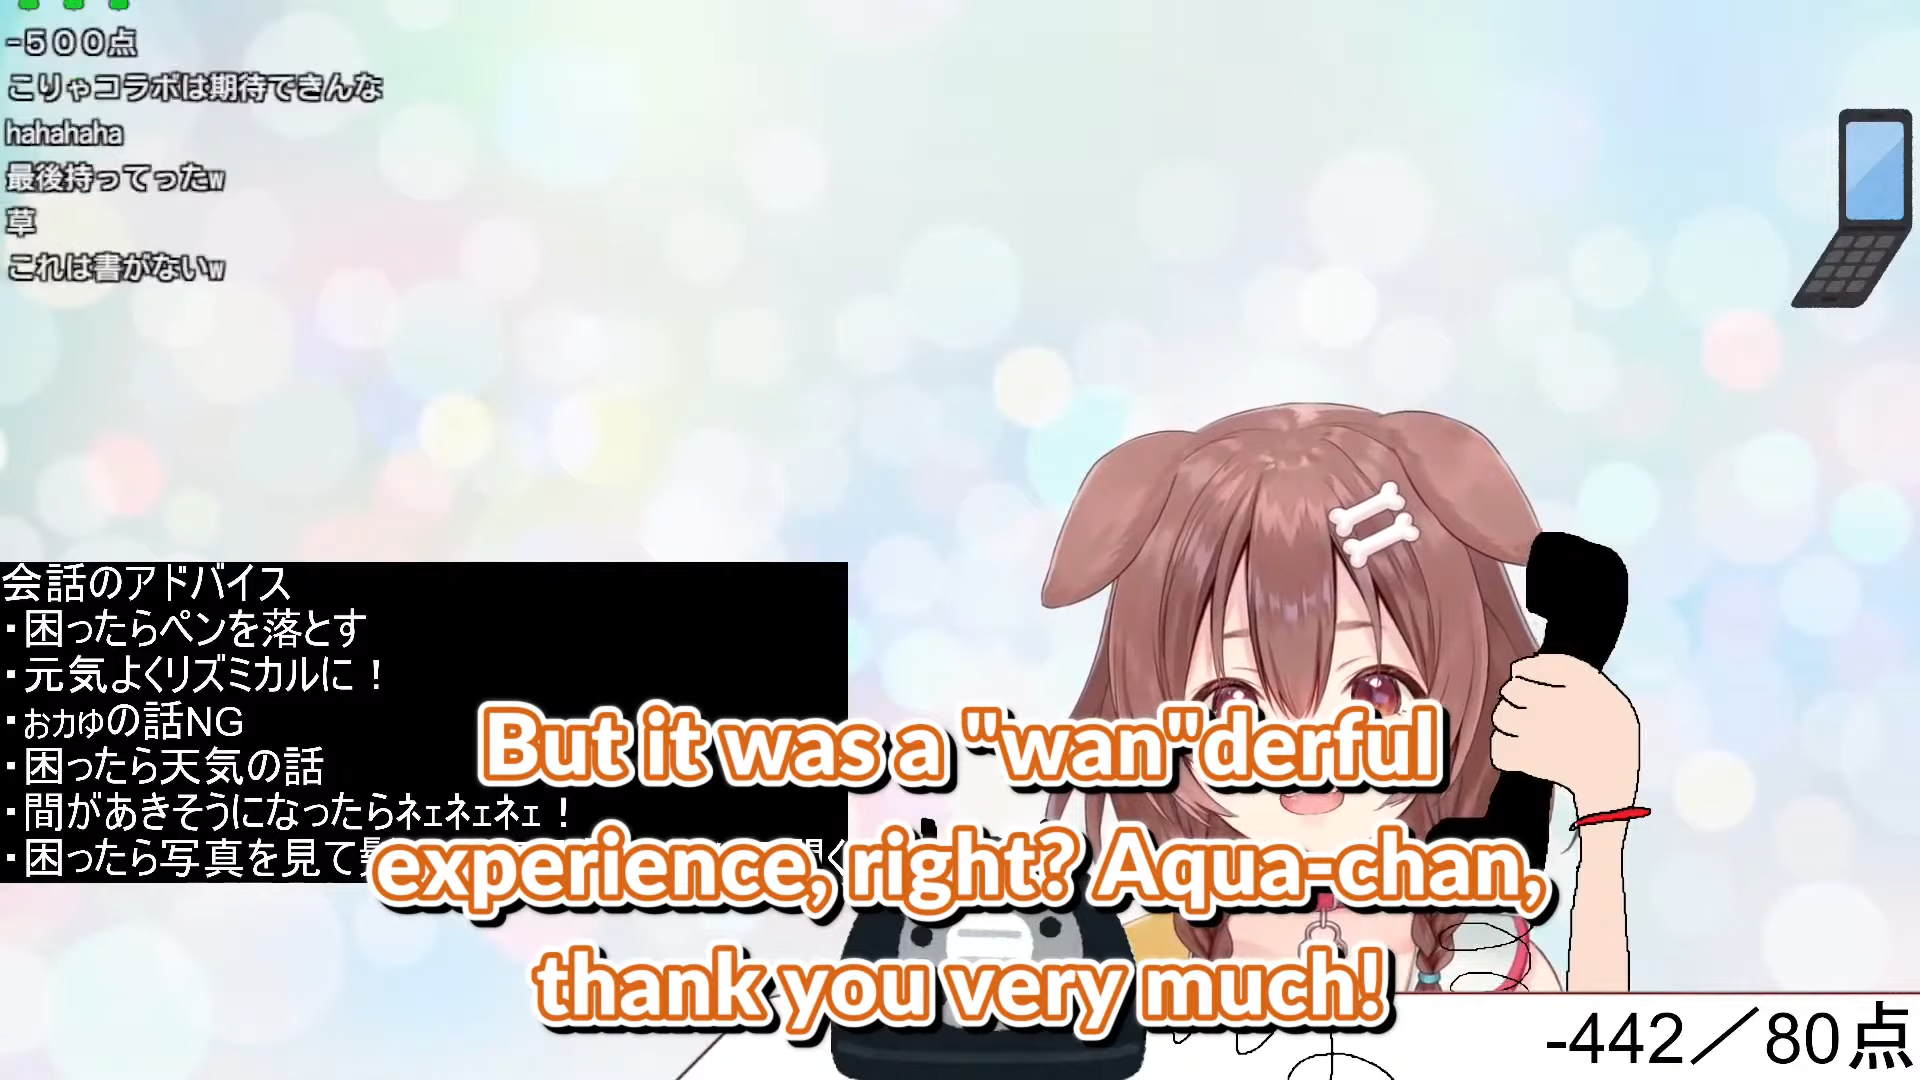 -500点
こりゃコラボは期待できんな
hahahaha
最後持ってったw
草
これは書がないw
会話のアドバイス
・困ったらペンを落とす
・元気よくリズミカルに！
・ぉカゅの話NG
・困ったら天気の話
・間があきそうになったらネェネェネェ！
・困ったら写真を見て
But it was a "wan"derful
experience, right? Aqua-chan,
thank you very much!
-442／80点